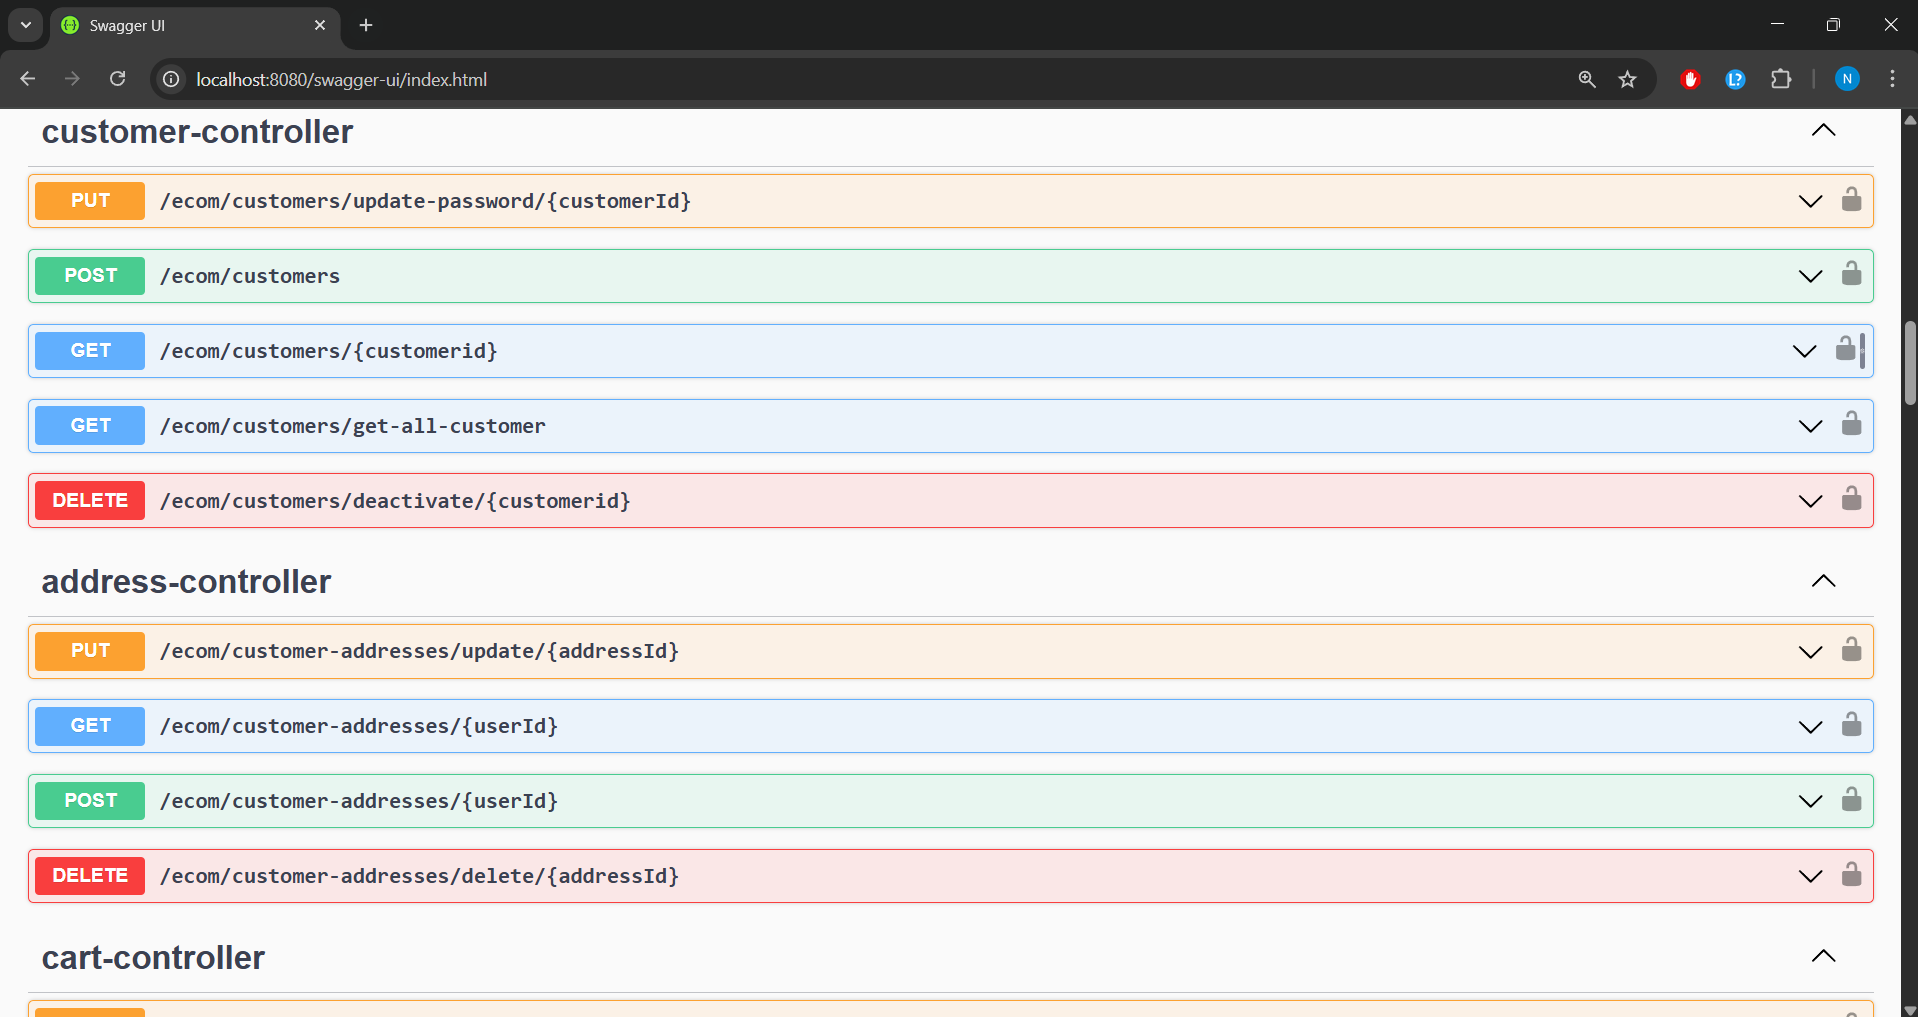 Swagger UI
localhost:8080/swagger-ui/index.html
L?
N
customer-controller
PUT /ecom/customers/update-password/{customerId}
POST /ecom/customers
GET /ecom/customers/{customerid}
GET /ecom/customers/get-all-customer
DELETE /ecom/customers/deactivate/{customerid}
address-controller
PUT /ecom/customer-addresses/update/{addressId}
GET /ecom/customer-addresses/{userId}
POST /ecom/customer-addresses/{userId}
DELETE /ecom/customer-addresses/delete/{addressId}
cart-controller